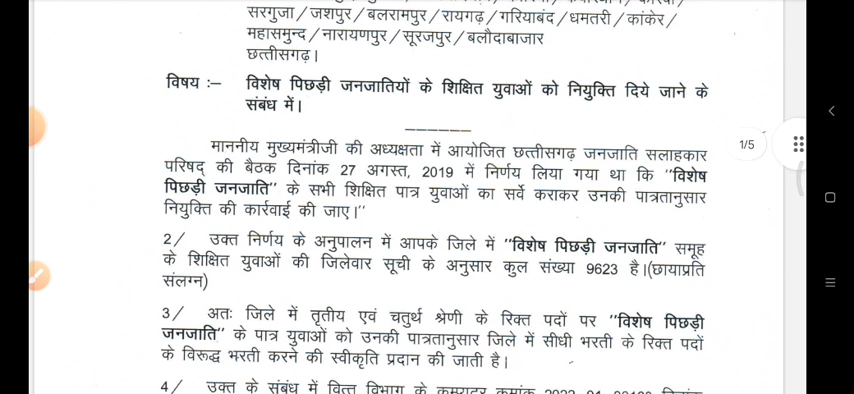 सरगुजा/जशपुर/बलरामपुर/रायगढ़/गरियाबंद/धमतरी/कांकेर/
महासमुन्द/नारायणपुर/सूरजपुर/बलौदाबाजार
छत्तीसगढ़।
विषय :– विशेष पिछड़ी जनजातियों के शिक्षित युवाओं को नियुक्ति दिये जाने के
संबंध में।
––––––
माननीय मुख्यमंत्रीजी की अध्यक्षता में आयोजित छत्तीसगढ़ जनजाति सलाहकार
परिषद् की बैठक दिनांक 27 अगस्त, 2019 में निर्णय लिया गया था कि "विशेष
पिछड़ी जनजाति" के सभी शिक्षित पात्र युवाओं का सर्वे कराकर उनकी पात्रतानुसार
नियुक्ति की कार्रवाई की जाए।"
2/ उक्त निर्णय के अनुपालन में आपके जिले में "विशेष पिछड़ी जनजाति" समूह
के शिक्षित युवाओं की जिलेवार सूची के अनुसार कुल संख्या 9623 है।(छायाप्रति
संलग्न)
3/ अतः जिले में तृतीय एवं चतुर्थ श्रेणी के रिक्त पदों पर "विशेष पिछड़ी
जनजाति" के पात्र युवाओं को उनकी पात्रतानुसार जिले में सीधी भरती के रिक्त पदों
के विरूद्ध भरती करने की स्वीकृति प्रदान की जाती है।
4/ उक्त के संबंध में वित्त विभाग के
1/5